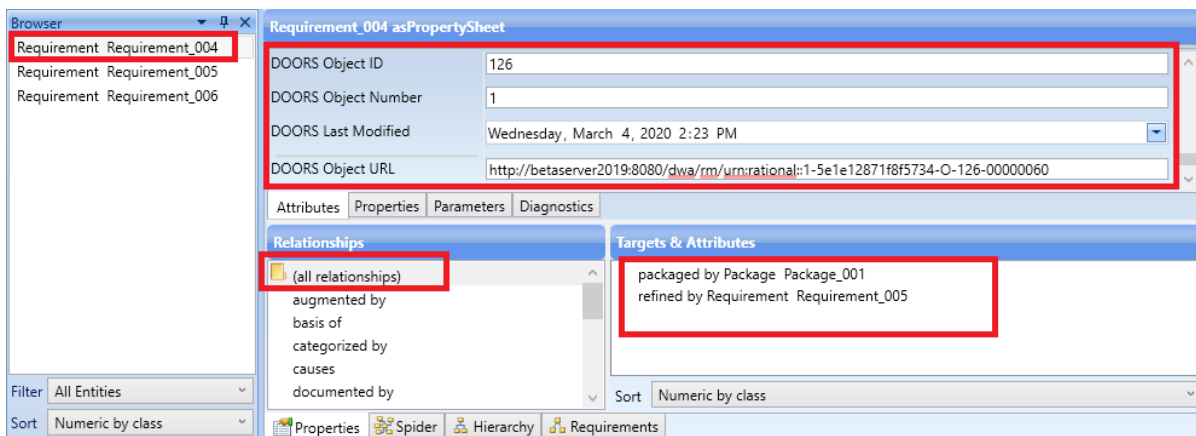 Browser
Requirement Requirement_004
Requirement Requirement_005
Requirement Requirement_006
Filter All Entities
Sort Numeric by class
Requirement_004 asPropertySheet
DOORS Object ID 126
DOORS Object Number 1
DOORS Last Modified Wednesday, March 4, 2020 2:23 PM
DOORS Object URL http://betaserver2019:8080/dwa/rm/urn:rational::1-5e1e12871f8f5734-O-126-00000060
Attributes Properties Parameters Diagnostics
Relationships
(all relationships)
augmented by
basis of
categorized by
causes
documented by
Targets & Attributes
packaged by Package Package_001
refined by Requirement Requirement_005
Sort Numeric by class
Properties Spider Hierarchy Requirements